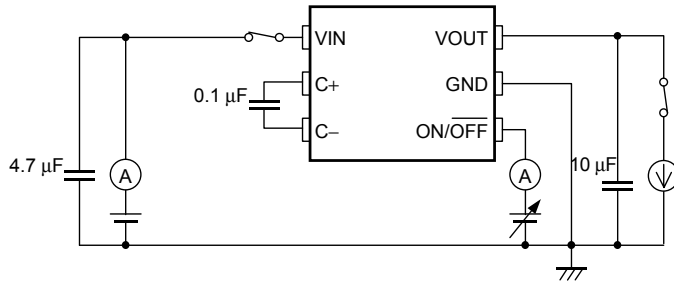 VIN
VOUT
C+
GND
0.1 µF
C−
ON/OFF
4.7 µF
A
A
10 µF